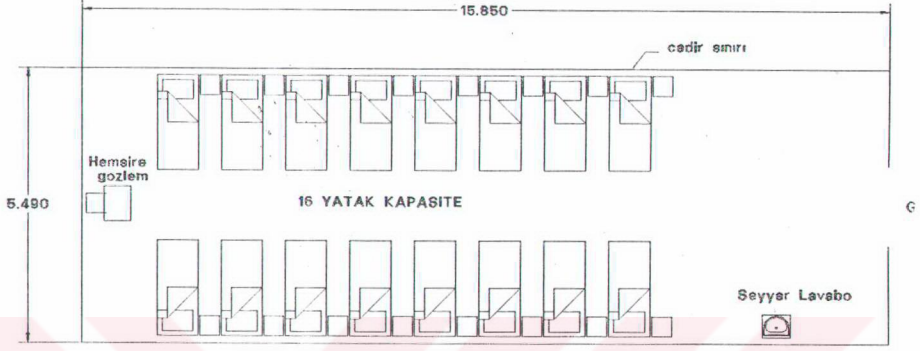 15.850
cadir sınırı
Hemsire
gozlem
5.490
16 YATAK KAPASITE
G
Seyyar Lavabo